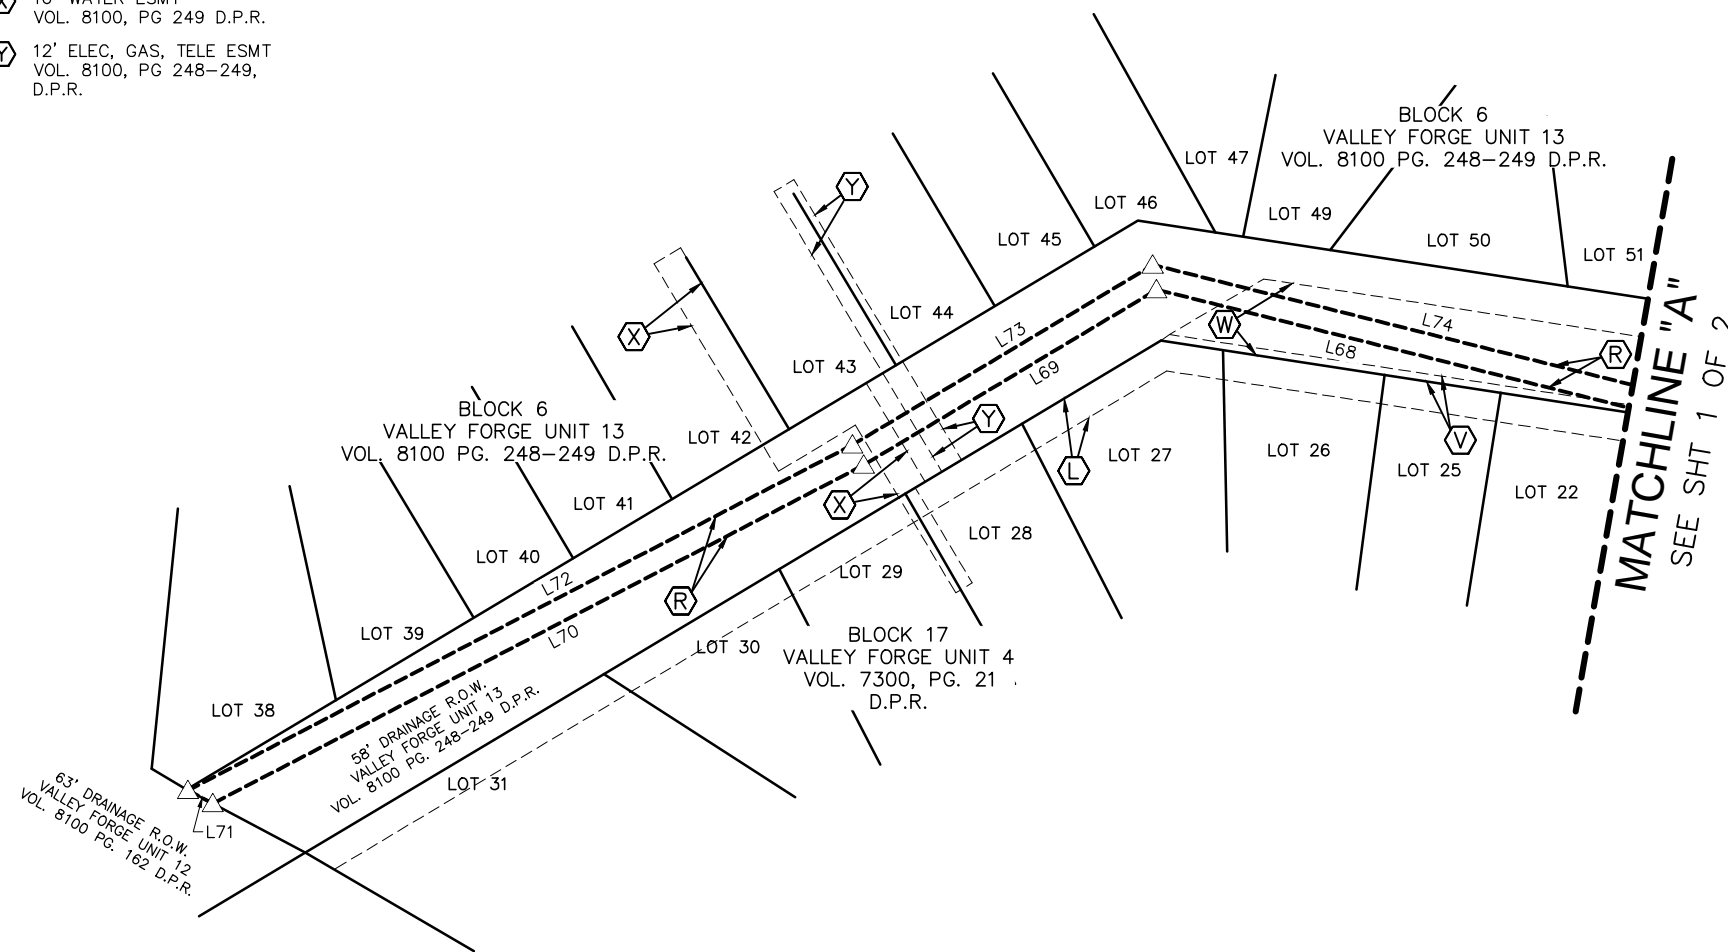 X
VOL. 8100, PG 249 D.P.R.
Y 12' ELEC, GAS, TELE ESMT
VOL. 8100, PG 248-249,
D.P.R.
BLOCK 6
VALLEY FORGE UNIT 13
VOL. 8100 PG. 248-249 D.P.R.
LOT 47
LOT 46
LOT 49
LOT 45
LOT 50
LOT 51
Y
LOT 44
X
W
L73
L74
L68
R
LOT 43
L69
MATCHLINE "A"
SEE SHT 1 OF 2
BLOCK 6
VALLEY FORGE UNIT 13
VOL. 8100 PG. 248-249 D.P.R.
LOT 42
Y
V
L
LOT 27
LOT 26
LOT 25
LOT 22
LOT 41
X
LOT 28
LOT 40
LOT 29
L72
R
LOT 39
L70
LOT 30
BLOCK 17
VALLEY FORGE UNIT 4
VOL. 7300, PG. 21
D.P.R.
LOT 38
58' DRAINAGE R.O.W.
VALLEY FORGE UNIT 13
VOL. 8100 PG. 248-249 D.P.R.
LOT 31
L71
63' DRAINAGE R.O.W.
VALLEY FORGE UNIT 12
VOL. 8100 PG. 162 D.P.R.